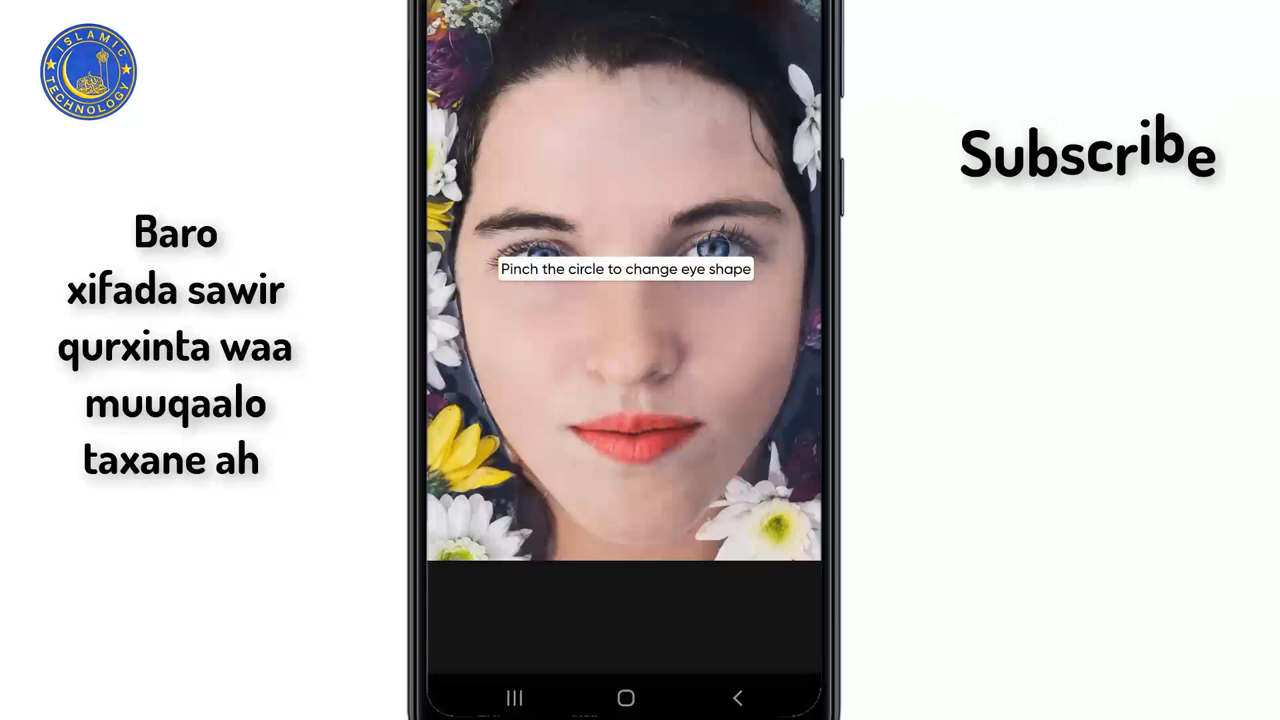 ISLAMIC
TECHNOLOGY
Baro
xifada sawir
qurxinta waa
muuqaalo
taxane ah
Pinch the circle to change eye shape
Subscribe